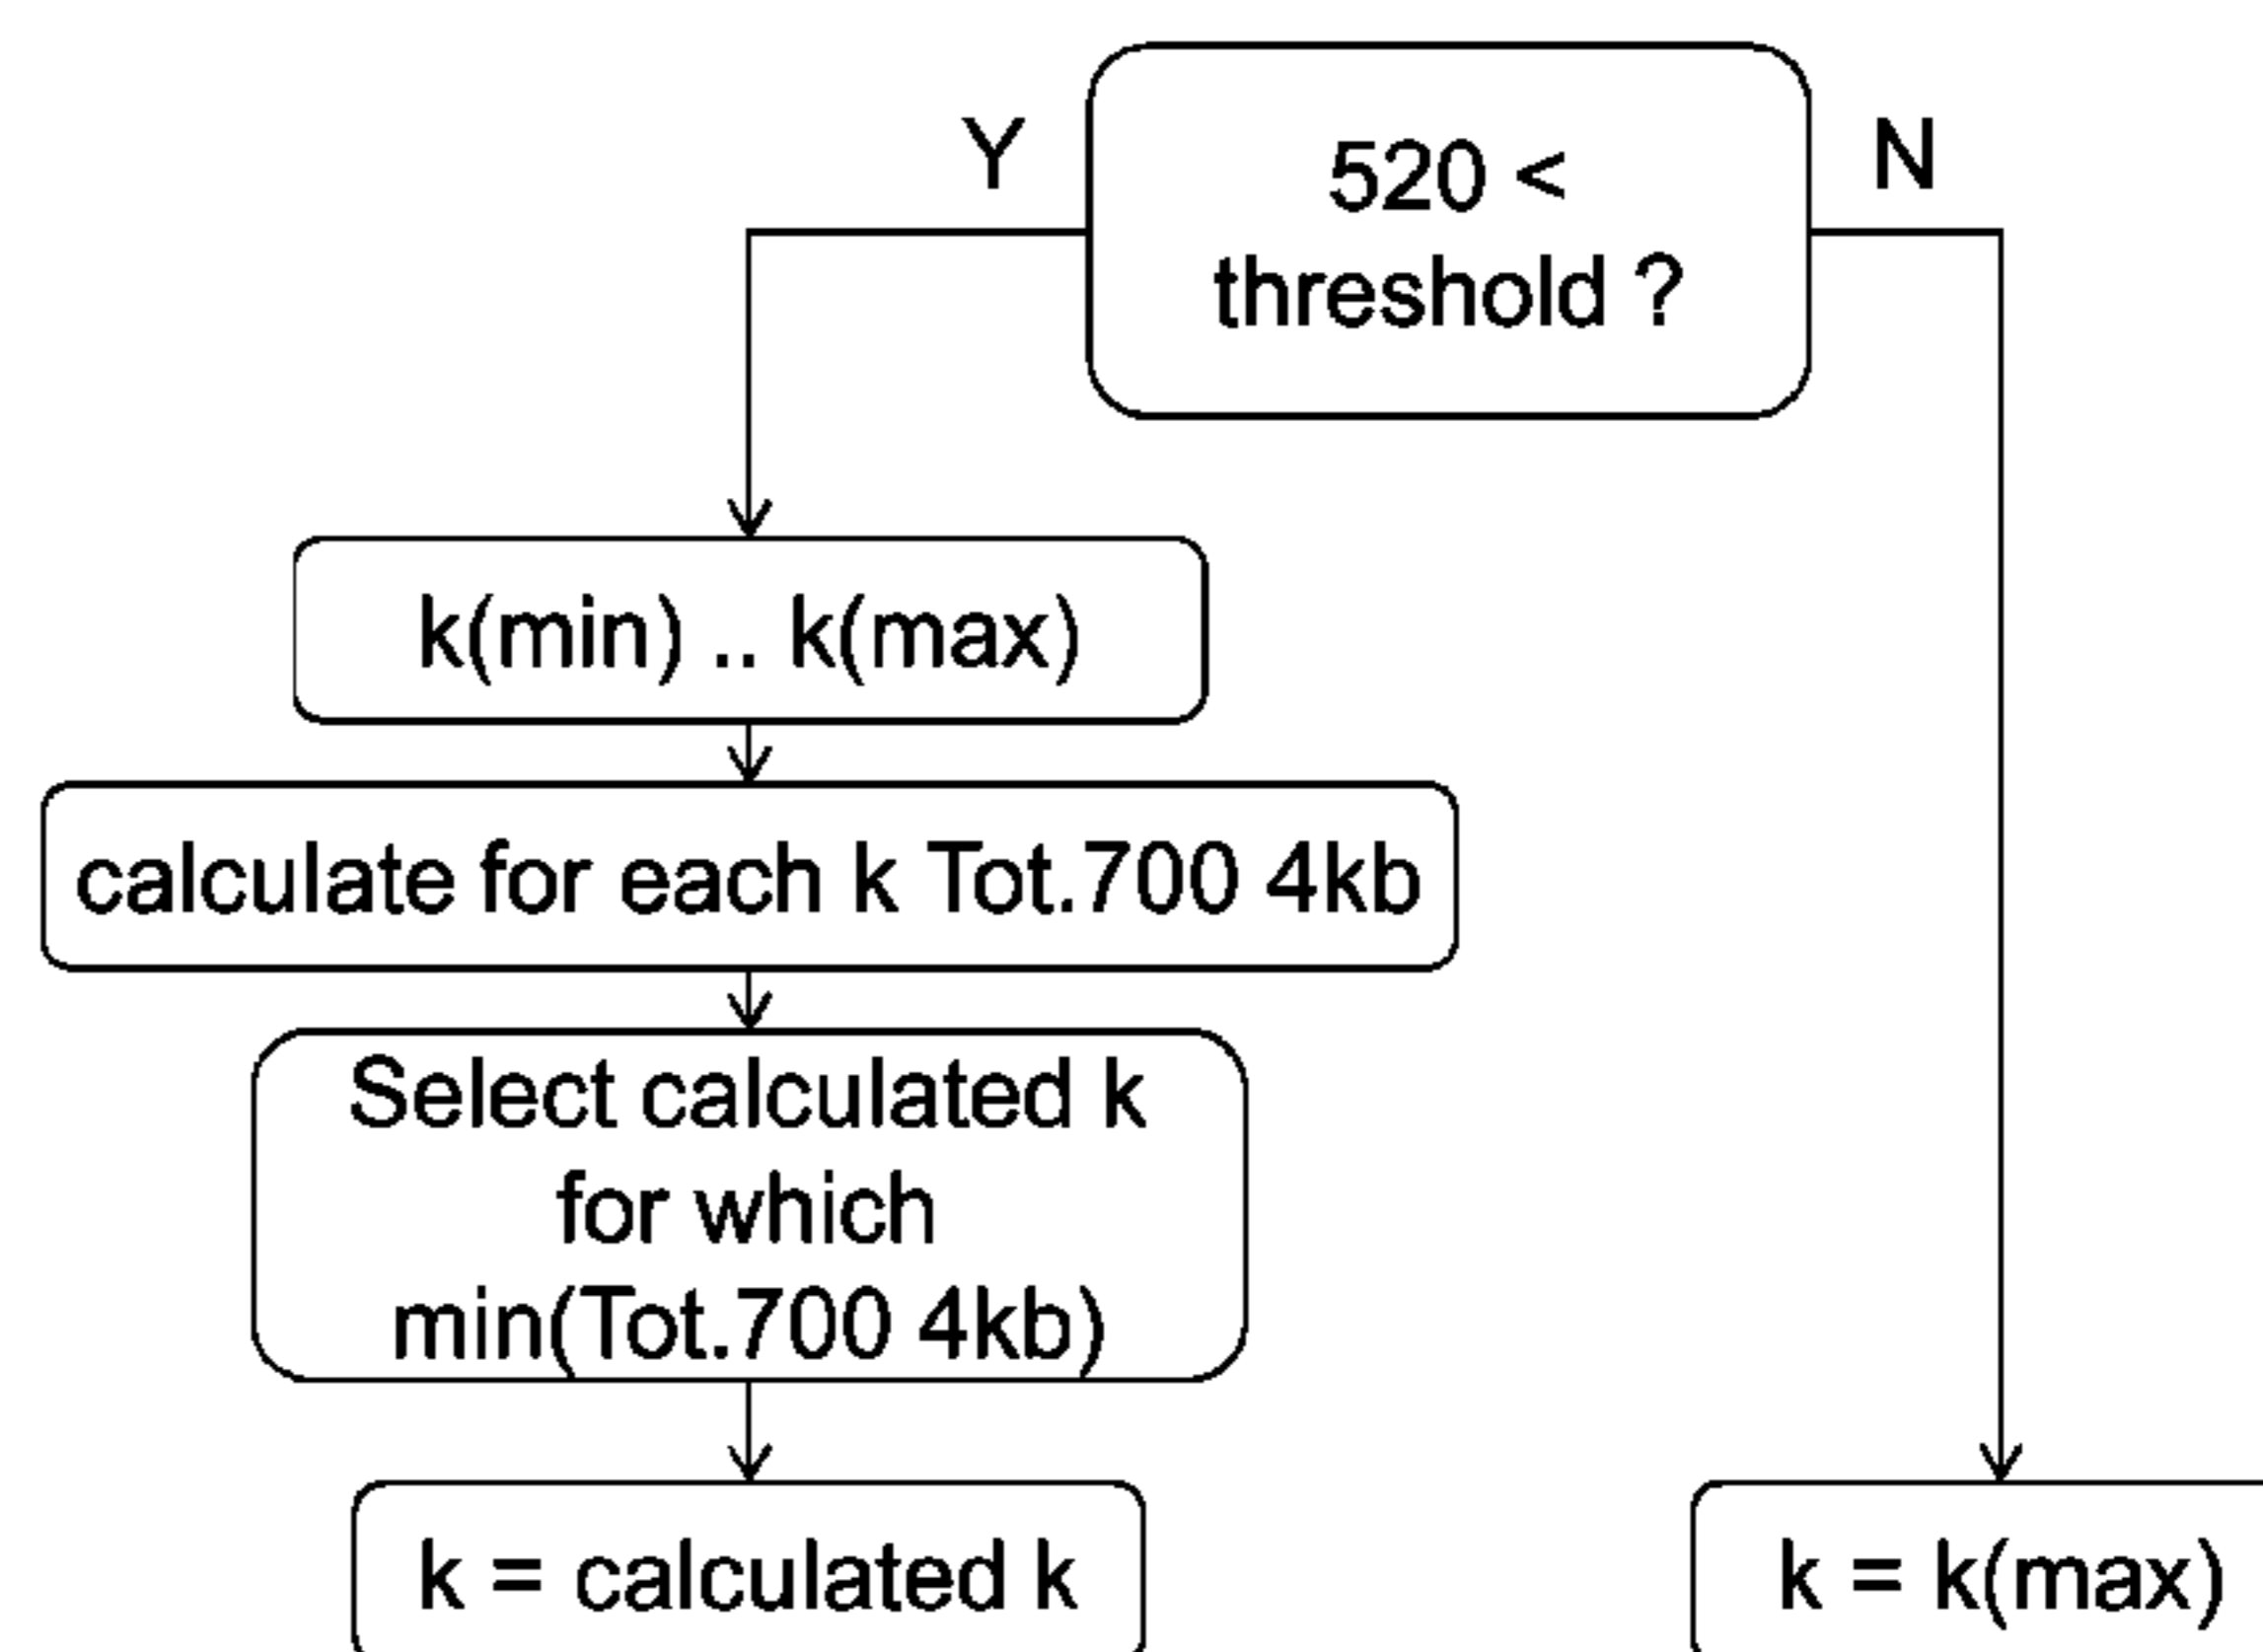 Y
520 <
threshold ?
N
k(min) .. k(max)
calculate for each k Tot.700 4kb
Select calculated k
for which
min(Tot.700 4kb)
k = calculated k
k = k(max)